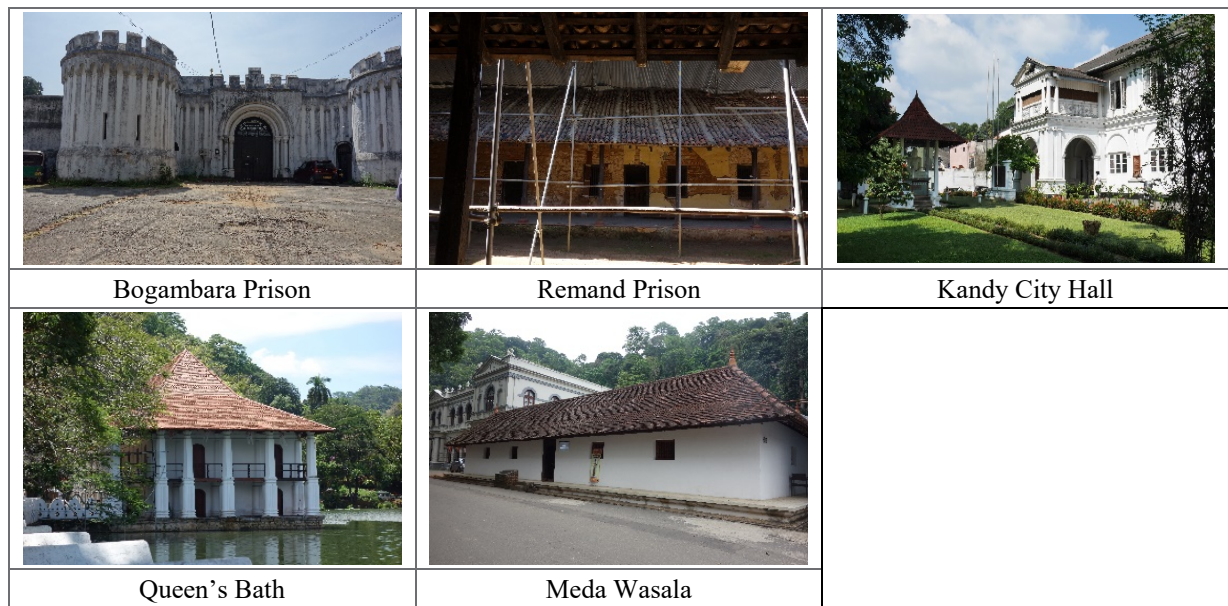 Bogambara Prison
Remand Prison
Kandy City Hall
Queen’s Bath
Meda Wasala